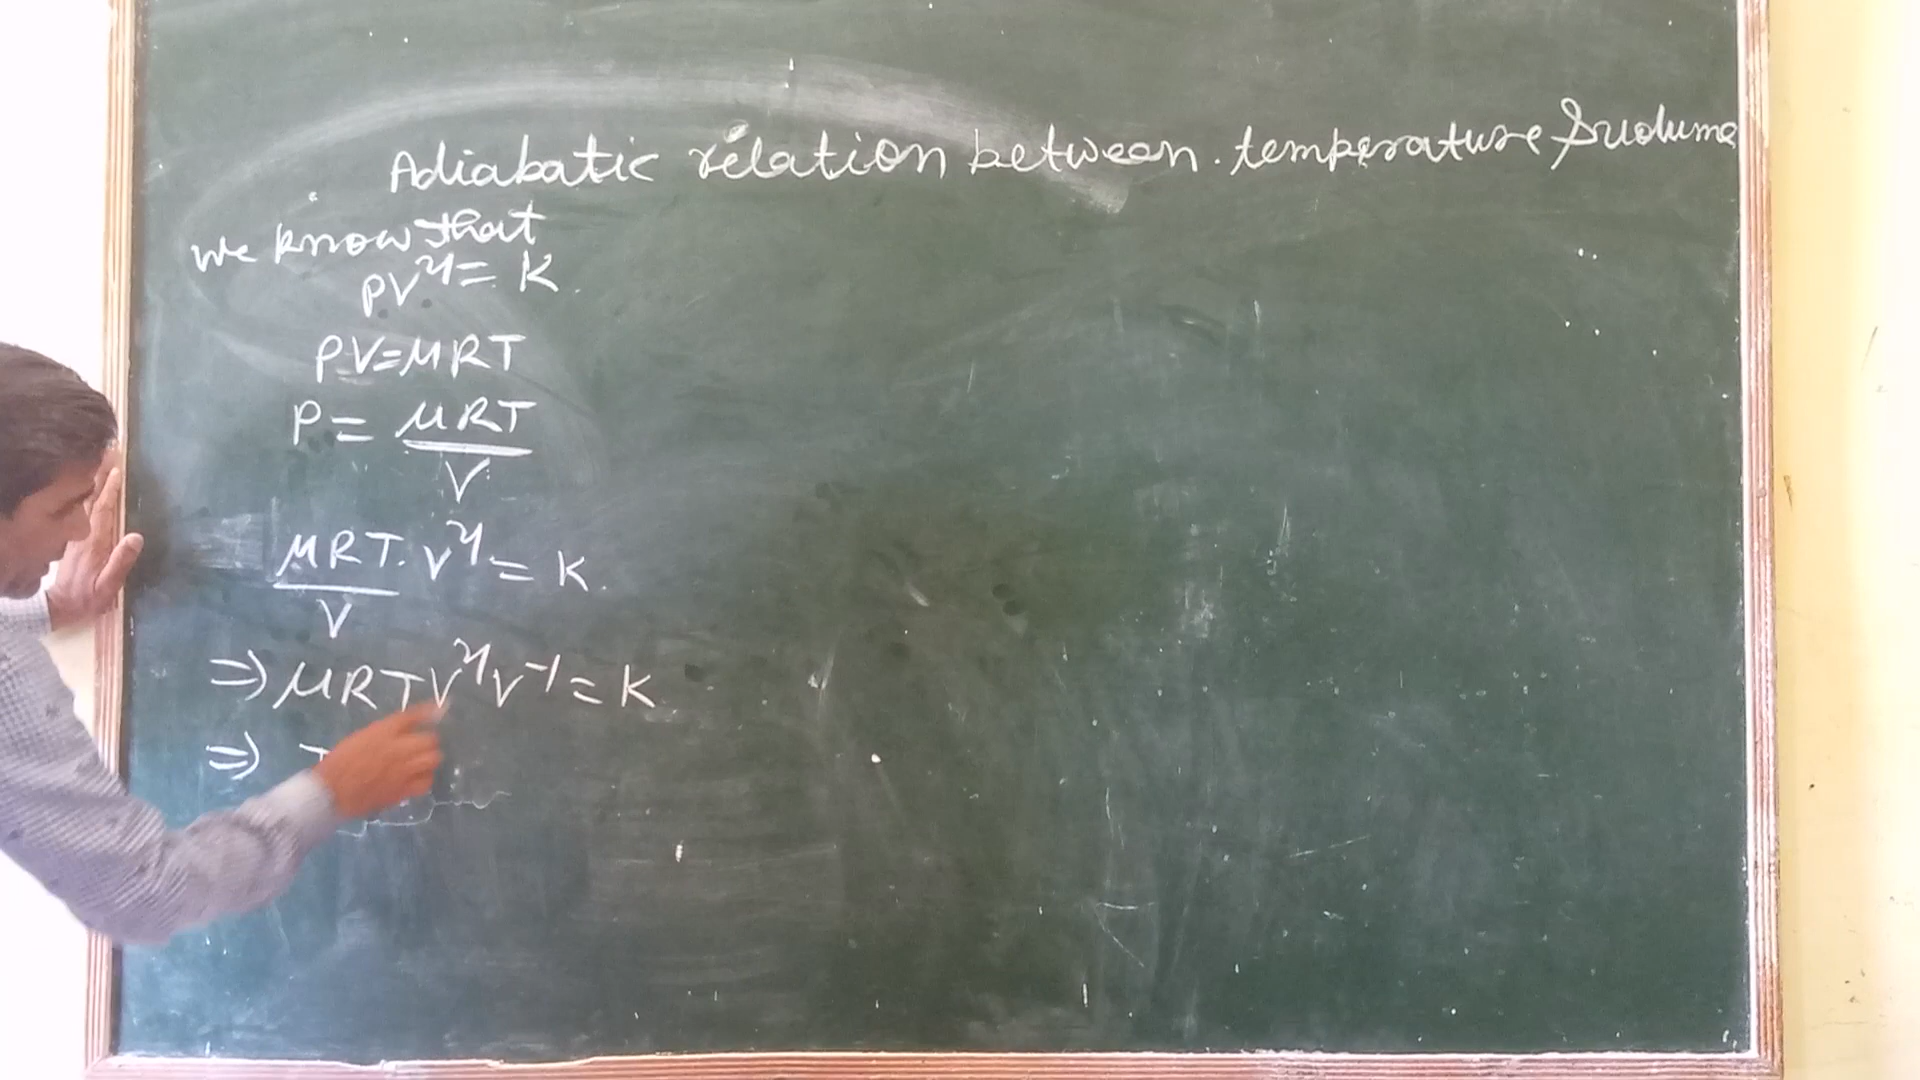 Adiabatic relation between temperature & volume
we know that
PV^γ = K
PV = μRT
P = μRT / V
μRT / V . V^γ = K
⇒ μRTV^γ V^-1 = K
⇒ T